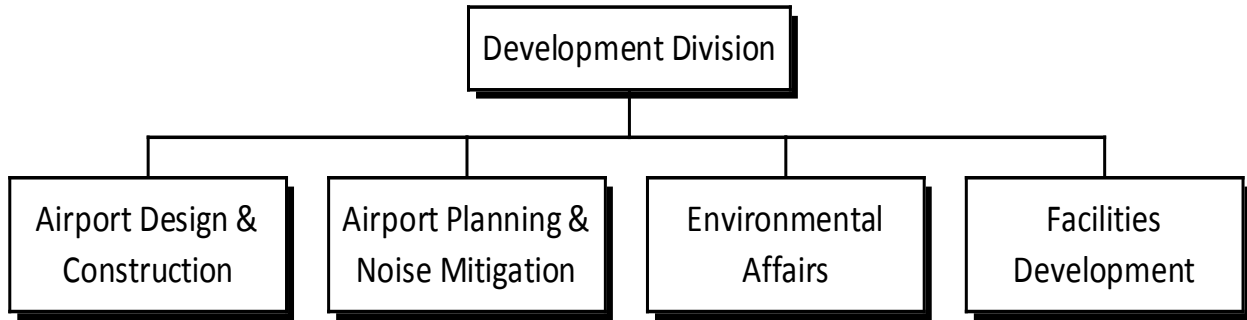 Development Division
Airport Design &
Construction
Airport Planning &
Noise Mitigation
Environmental
Affairs
Facilities
Development